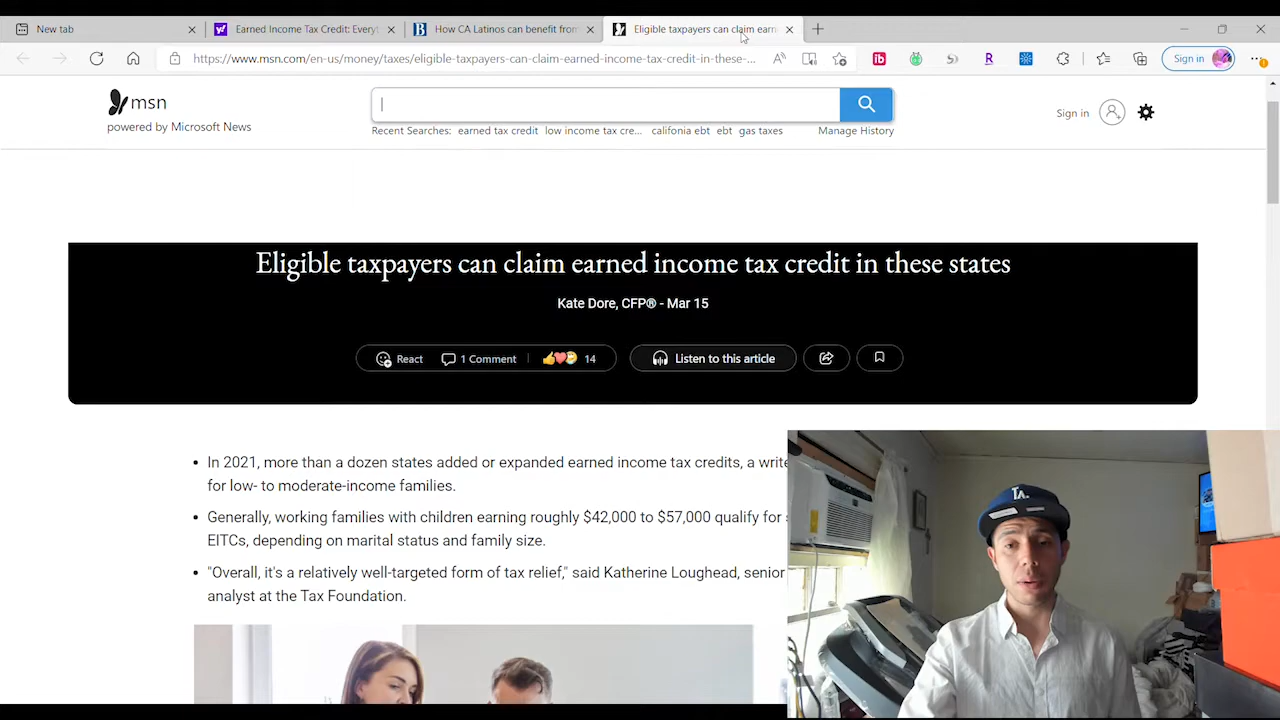 New tab
Earned Income Tax Credit: Everyt
How CA Latinos can benefit from
Eligible taxpayers can claim earn
http://www.msn.com/en-us/money/taxes/eligible-taxpayers-can-claim-earned-income-tax-credit-in-these-...
Sign in
msn
powered by Microsoft News
Recent Searches: earned tax credit low income tax cre... califonia ebt ebt gas taxes Manage History
Sign in
Eligible taxpayers can claim earned income tax credit in these states
Kate Dore, CFP® - Mar 15
React 1 Comment 14 Listen to this article
• In 2021, more than a dozen states added or expanded earned income tax credits, a write
for low- to moderate-income families.
• Generally, working families with children earning roughly $42,000 to $57,000 qualify for
EITCs, depending on marital status and family size.
• "Overall, it's a relatively well-targeted form of tax relief," said Katherine Loughead, senior
analyst at the Tax Foundation.